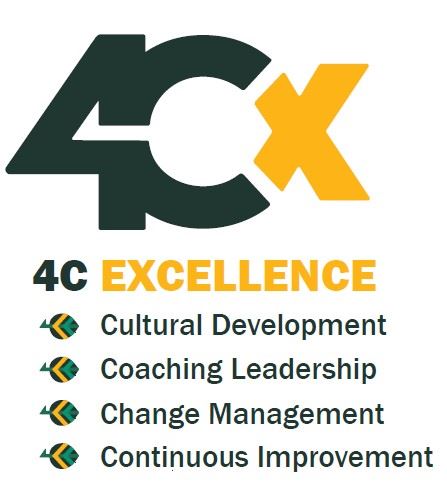 4Cx
4C EXCELLENCE
Cultural Development
Coaching Leadership
Change Management
Continuous Improvement